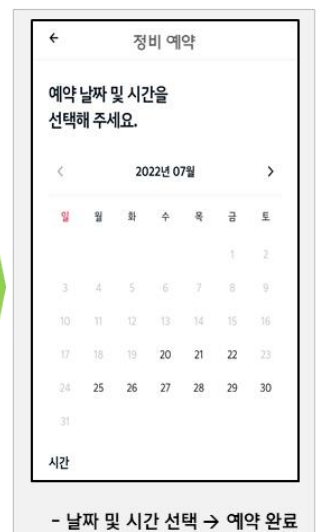 ← 정비 예약
예약 날짜 및 시간을
선택해 주세요.
< 2022년 07월 >
일 월 화 수 목 금 토
1 2
3 4 5 6 7 8 9
10 11 12 13 14 15 16
17 18 19 20 21 22 23
24 25 26 27 28 29 30
31
시간
- 날짜 및 시간 선택 → 예약 완료